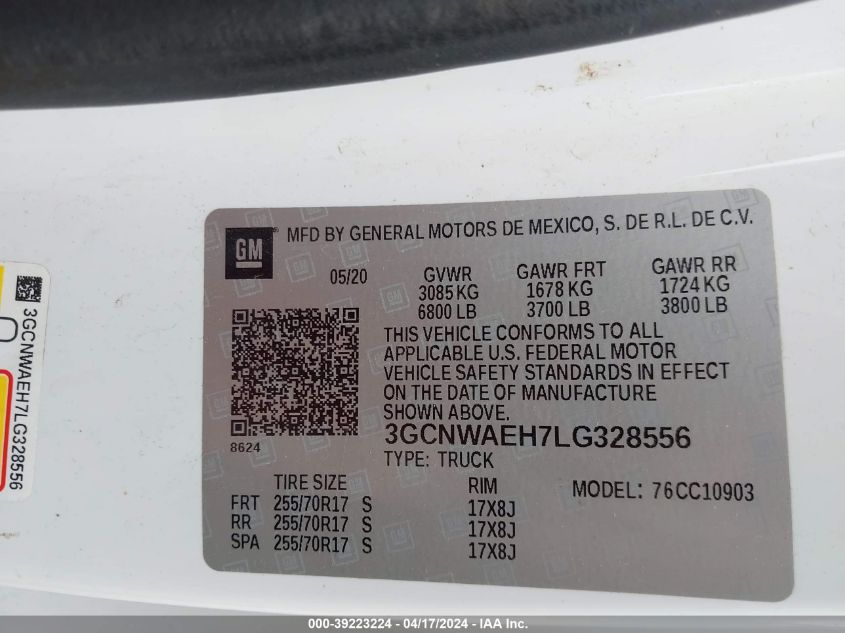 GM
MFD BY GENERAL MOTORS DE MEXICO, S. DE R.L. DE C.V.
05/20 GVWR GAWR FRT GAWR RR
3085 KG 1678 KG 1724 KG
6800 LB 3700 LB 3800 LB
THIS VEHICLE CONFORMS TO ALL
APPLICABLE U.S. FEDERAL MOTOR
VEHICLE SAFETY STANDARDS IN EFFECT
ON THE DATE OF MANUFACTURE
SHOWN ABOVE.
8624
3GCNWAEH7LG328556
TYPE: TRUCK
TIRE SIZE RIM MODEL: 76CC10903
FRT 255/70R17 S 17X8J
RR 255/70R17 S 17X8J
SPA 255/70R17 S 17X8J
3GCNWAEH7LG328556
000-39223224 - 04/17/2024 - IAA Inc.